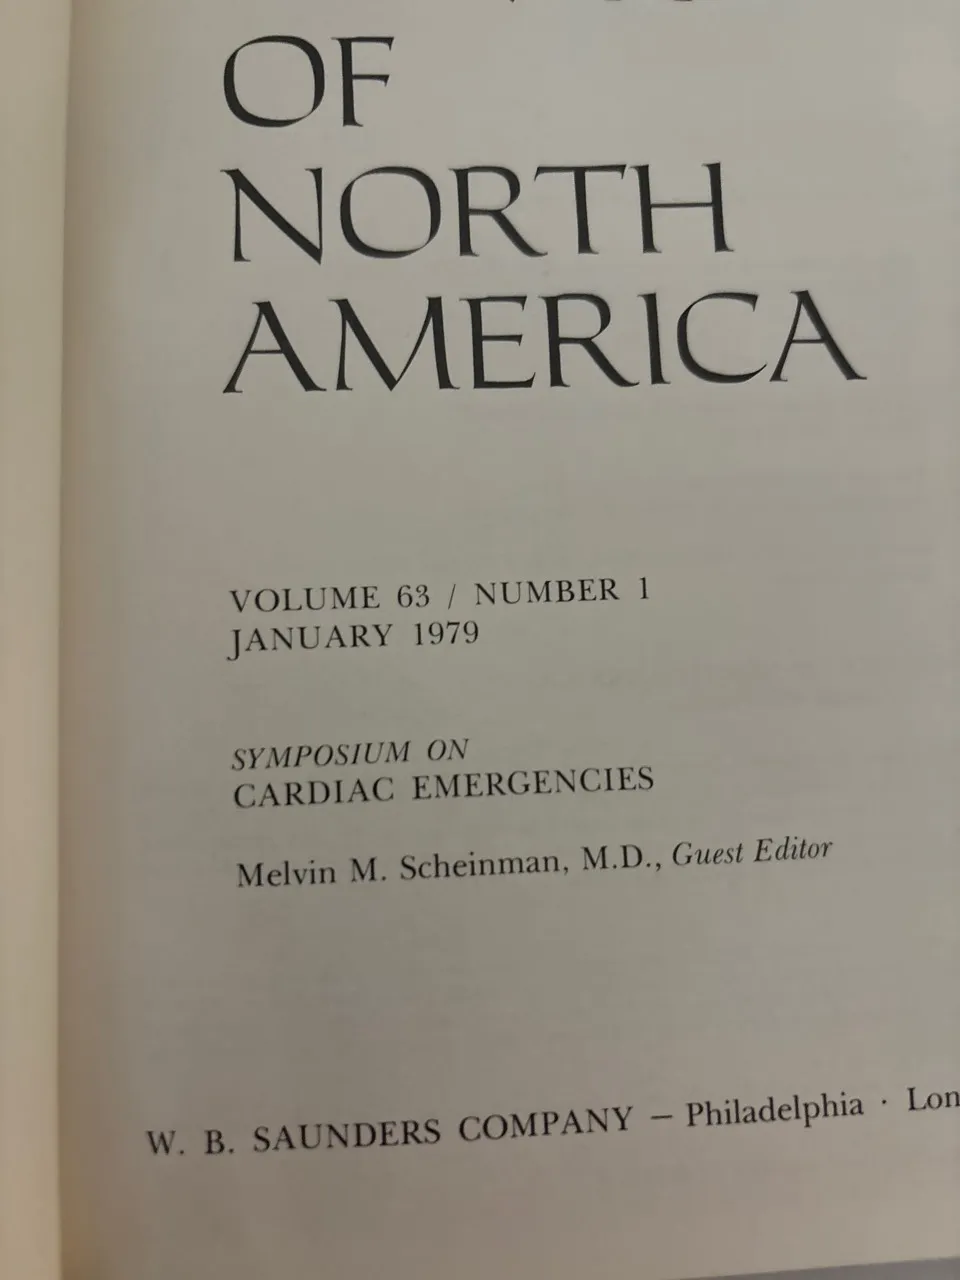 OF
NORTH
AMERICA
VOLUME 63 / NUMBER 1
JANUARY 1979
SYMPOSIUM ON
CARDIAC EMERGENCIES
Melvin M. Scheinman, M.D., Guest Editor
W. B. SAUNDERS COMPANY — Philadelphia · Lon